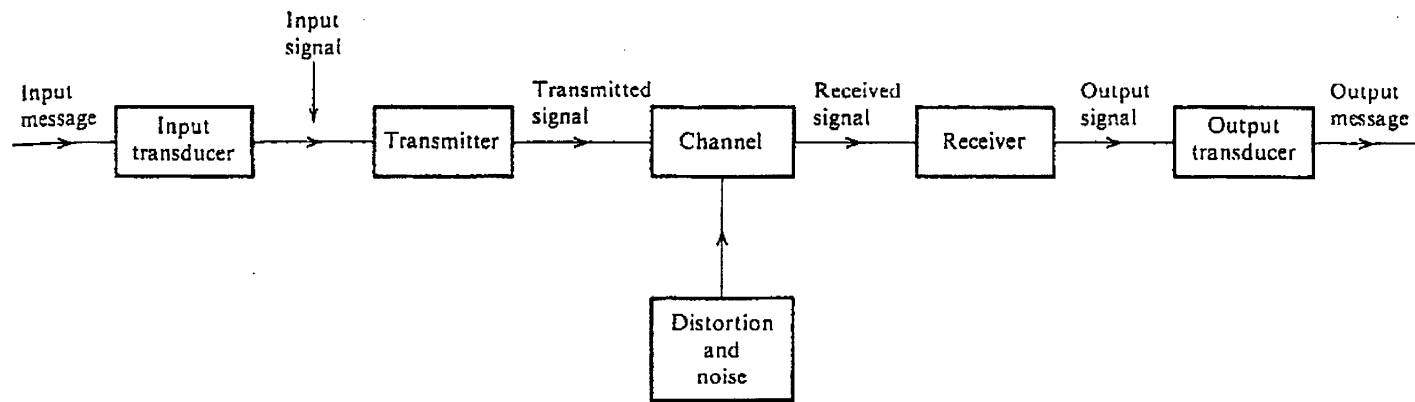 Input
signal
Input
message
Input
transducer
Transmitter
Transmitted
signal
Channel
Received
signal
Receiver
Output
signal
Output
transducer
Output
message
Distortion
and
noise